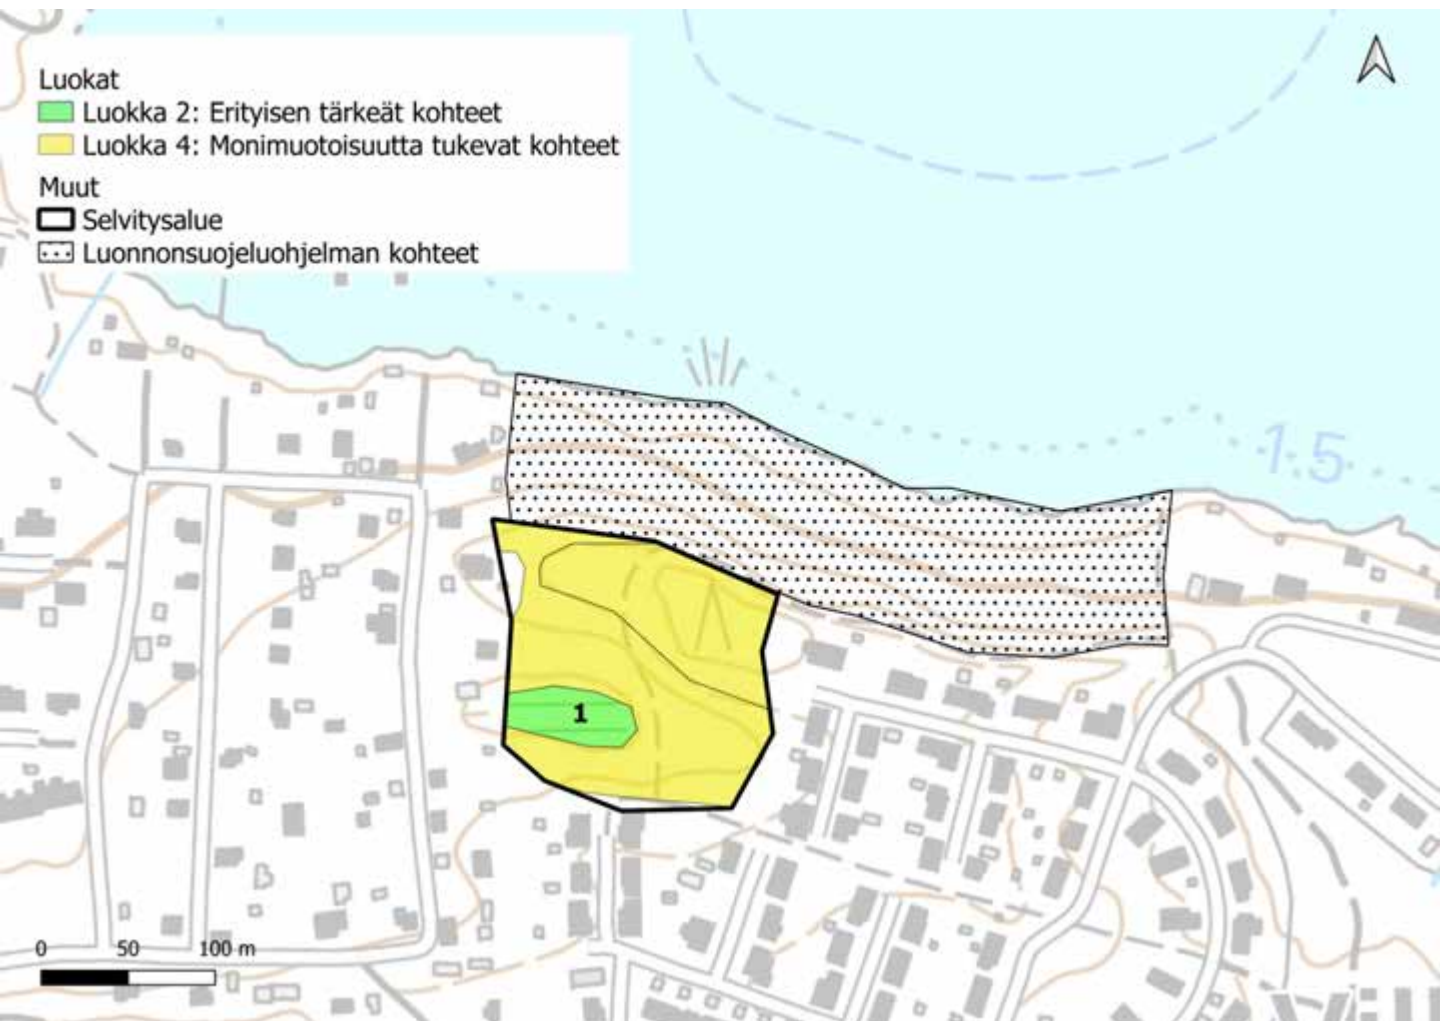 Luokat
Luokka 2: Erityisen tärkeät kohteet
Luokka 4: Monimuotoisuutta tukevat kohteet
Muut
Selvitysalue
Luonnonsuojeluohjelman kohteet
1.5
1
0 50 100 m